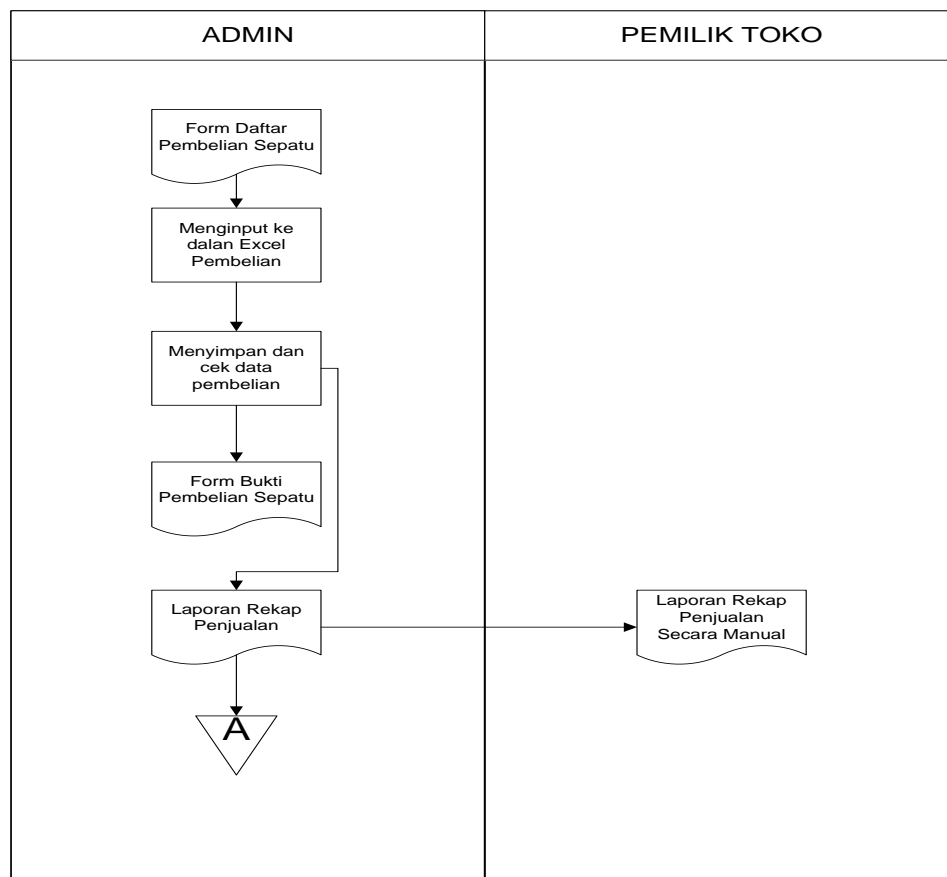 ADMIN
PEMILIK TOKO
Form Daftar
Pembelian Sepatu
Menginput ke
dalan Excel
Pembelian
Menyimpan dan
cek data
pembelian
Form Bukti
Pembelian Sepatu
Laporan Rekap
Penjualan
Laporan Rekap
Penjualan
Secara Manual
A